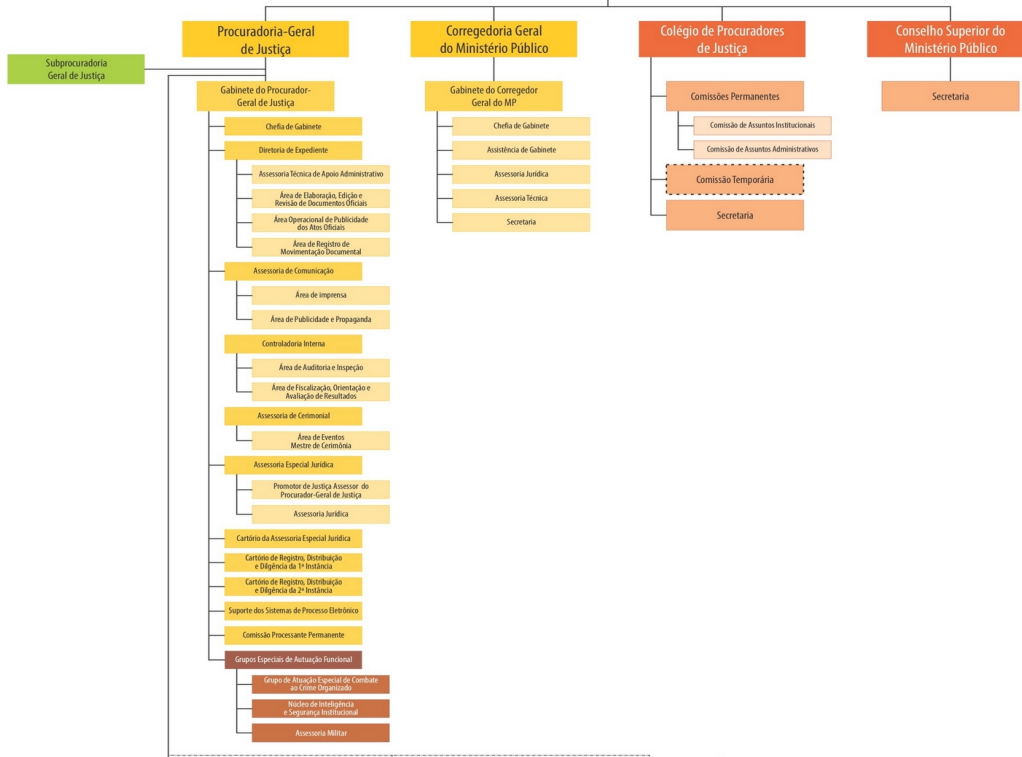 Procuradoria-Geral
de Justiça
Corregedoria Geral
do Ministério Público
Colégio de Procuradores
de Justiça
Conselho Superior do
Ministério Público
Subprocuradoria
Geral de Justiça
Gabinete do Procurador-
Geral de Justiça
Chefia de Gabinete
Diretoria de Expediente
Assessoria Técnica de Apoio Administrativo
Área de Elaboração, Edição e
Revisão de Documentos Oficiais
Área Operacional de Publicidade
dos Atos Oficiais
Área de Registro de
Movimentação Documental
Assessoria de Comunicação
Área de imprensa
Área de Publicidade e Propaganda
Controladoria Interna
Área de Auditoria e Inspeção
Área de Fiscalização, Orientação e
Avaliação de Resultados
Assessoria de Cerimonial
Área de Eventos
Mestre de Cerimônia
Assessoria Especial Jurídica
Promotor de Justiça Assessor do
Procurador-Geral de Justiça
Assessoria Jurídica
Cartório da Assessoria Especial Jurídica
Cartório de Registro, Distribuição
e Dilgência da 1ª Instância
Cartório de Registro, Distribuição
e Dilgência da 2ª Instância
Suporte dos Sistemas de Processo Eletrônico
Comissão Processante Permanente
Grupos Especiais de Autuação Funcional
Grupo de Atuação Especial de Combate
ao Crime Organizado
Núcleo de Inteligência
e Segurança Institucional
Assessoria Militar
Gabinete do Corregedor
Geral do MP
Chefia de Gabinete
Assistência de Gabinete
Assessoria Jurídica
Assessoria Técnica
Secretaria
Comissões Permanentes
Comissão de Assuntos Institucionais
Comissão de Assuntos Administrativos
Comissão Temporária
Secretaria
Secretaria